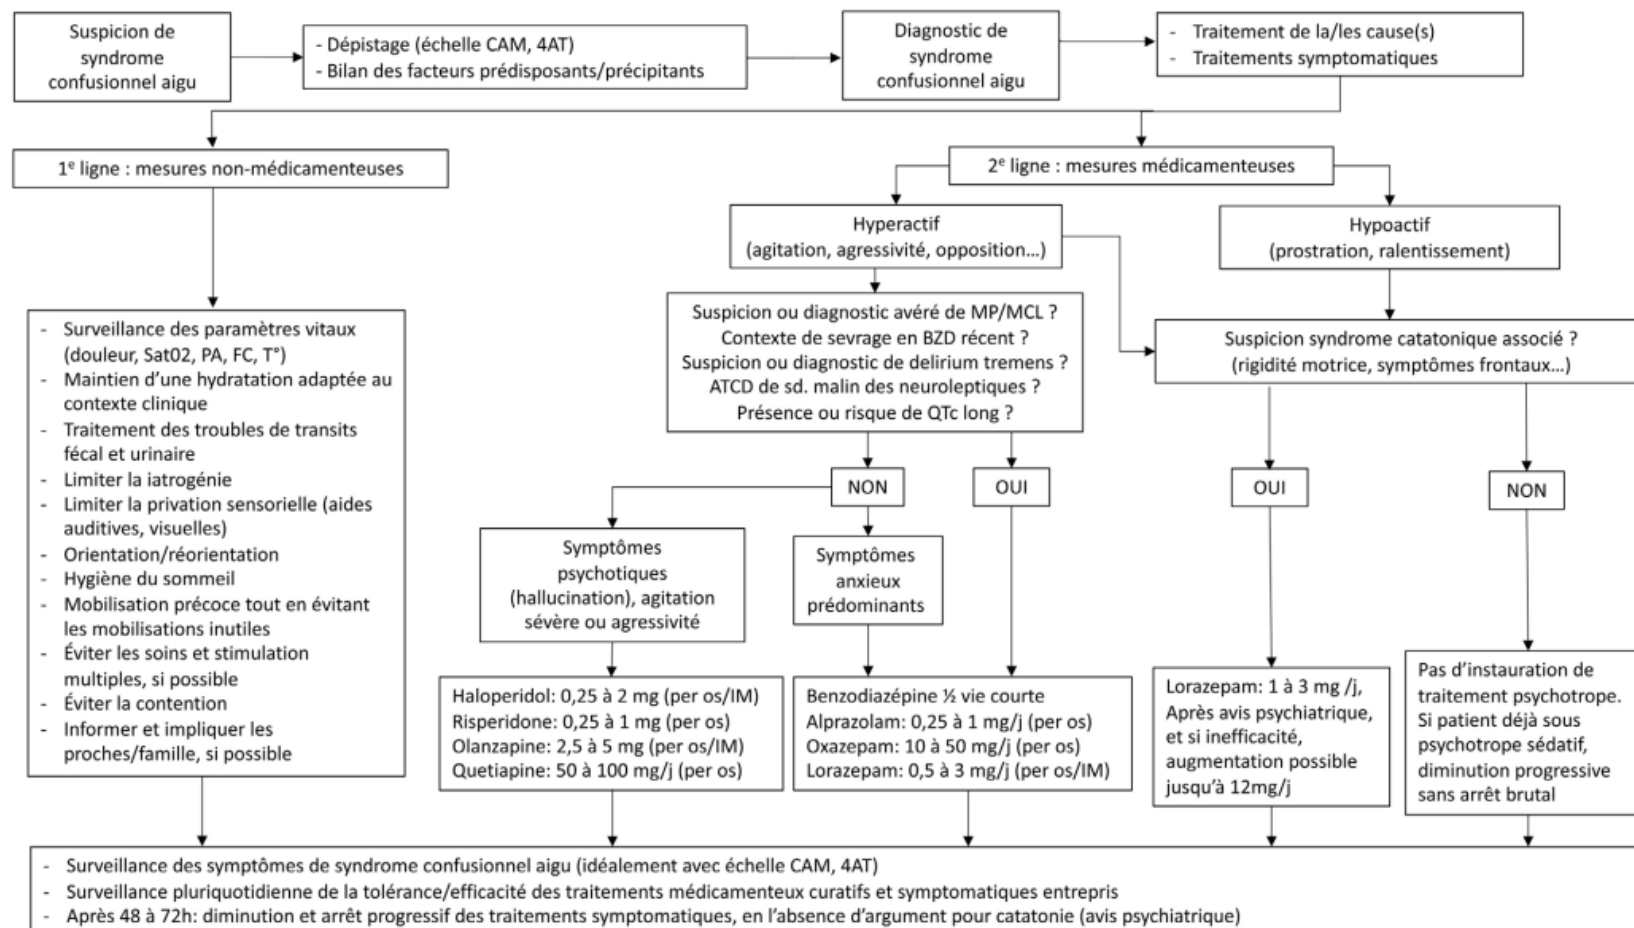 Suspicion de
syndrome
confusionnel aigu
- Dépistage (échelle CAM, 4AT)
- Bilan des facteurs prédisposants/précipitants
Diagnostic de
syndrome
confusionnel aigu
- Traitement de la/les cause(s)
- Traitements symptomatiques
1e ligne : mesures non-médicamenteuses
2e ligne : mesures médicamenteuses
Hyperactif
(agitation, agressivité, opposition...)
Hypoactif
(prostration, ralentissement)
- Surveillance des paramètres vitaux
(douleur, Sat02, PA, FC, T°)
- Maintien d'une hydratation adaptée au
contexte clinique
- Traitement des troubles de transits
fécal et urinaire
- Limiter la iatrogénie
- Limiter la privation sensorielle (aides
auditives, visuelles)
- Orientation/réorientation
- Hygiène du sommeil
- Mobilisation précoce tout en évitant
les mobilisations inutiles
- Éviter les soins et stimulation
multiples, si possible
- Éviter la contention
- Informer et impliquer les
proches/famille, si possible
Suspicion ou diagnostic avéré de MP/MCL ?
Contexte de sevrage en BZD récent ?
Suspicion ou diagnostic de delirium tremens ?
ATCD de sd. malin des neuroleptiques ?
Présence ou risque de QTc long ?
Suspicion syndrome catatonique associé ?
(rigidité motrice, symptômes frontaux...)
NON
OUI
OUI
NON
Symptômes
psychotiques
(hallucination), agitation
sévère ou agressivité
Symptômes
anxieux
prédominants
Haloperidol: 0,25 à 2 mg (per os/IM)
Risperidone: 0,25 à 1 mg (per os)
Olanzapine: 2,5 à 5 mg (per os/IM)
Quetiapine: 50 à 100 mg/j (per os)
Benzodiazépine ½ vie courte
Alprazolam: 0,25 à 1 mg/j (per os)
Oxazepam: 10 à 50 mg/j (per os)
Lorazepam: 0,5 à 3 mg/j (per os/IM)
Lorazepam: 1 à 3 mg /j,
Après avis psychiatrique,
et si inefficacité,
augmentation possible
jusqu'à 12mg/j
Pas d'instauration de
traitement psychotrope.
Si patient déjà sous
psychotrope sédatif,
diminution progressive
sans arrêt brutal
- Surveillance des symptômes de syndrome confusionnel aigu (idéalement avec échelle CAM, 4AT)
- Surveillance pluriquotidienne de la tolérance/efficacité des traitements médicamenteux curatifs et symptomatiques entrepris
- Après 48 à 72h: diminution et arrêt progressif des traitements symptomatiques, en l'absence d'argument pour catatonie (avis psychiatrique)